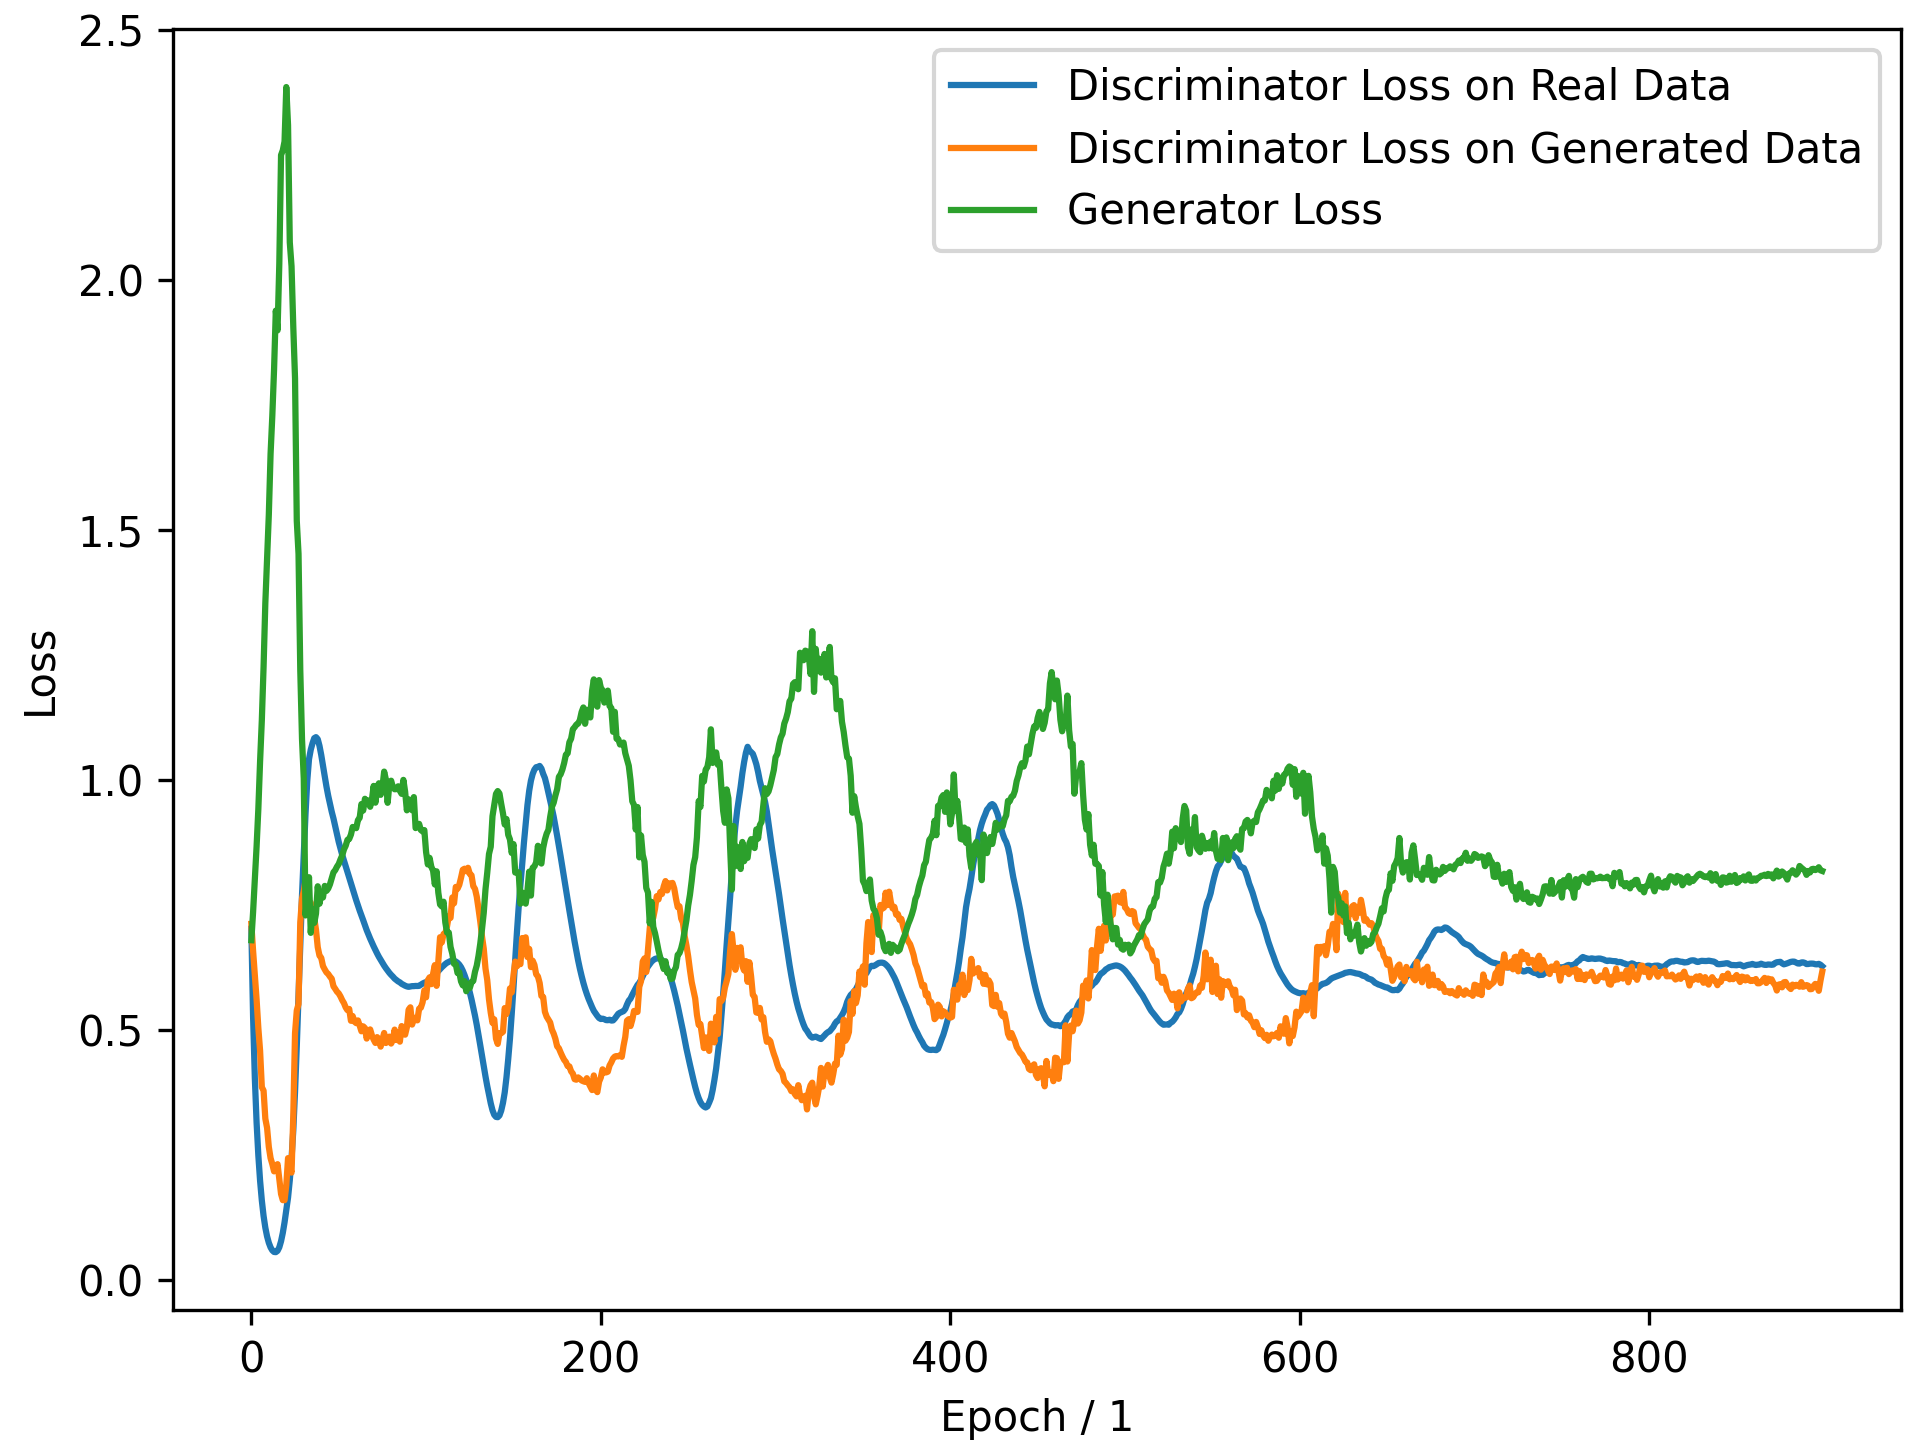 2.5
2.0
1.5
1.0
0.5
0.0
Loss
Discriminator Loss on Real Data
Discriminator Loss on Generated Data
Generator Loss
0 200 400 600 800
Epoch / 1